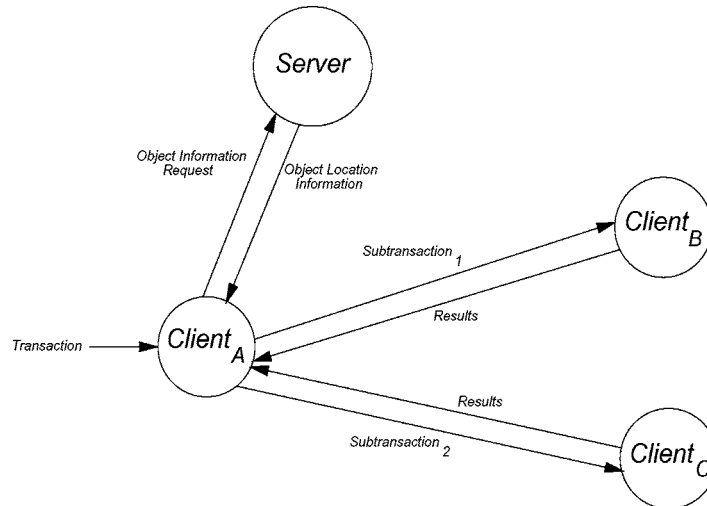 Server
Object Information
Request
Object Location
Information
Client B
Subtransaction 1
Results
Transaction
Client A
Results
Subtransaction 2
Client C